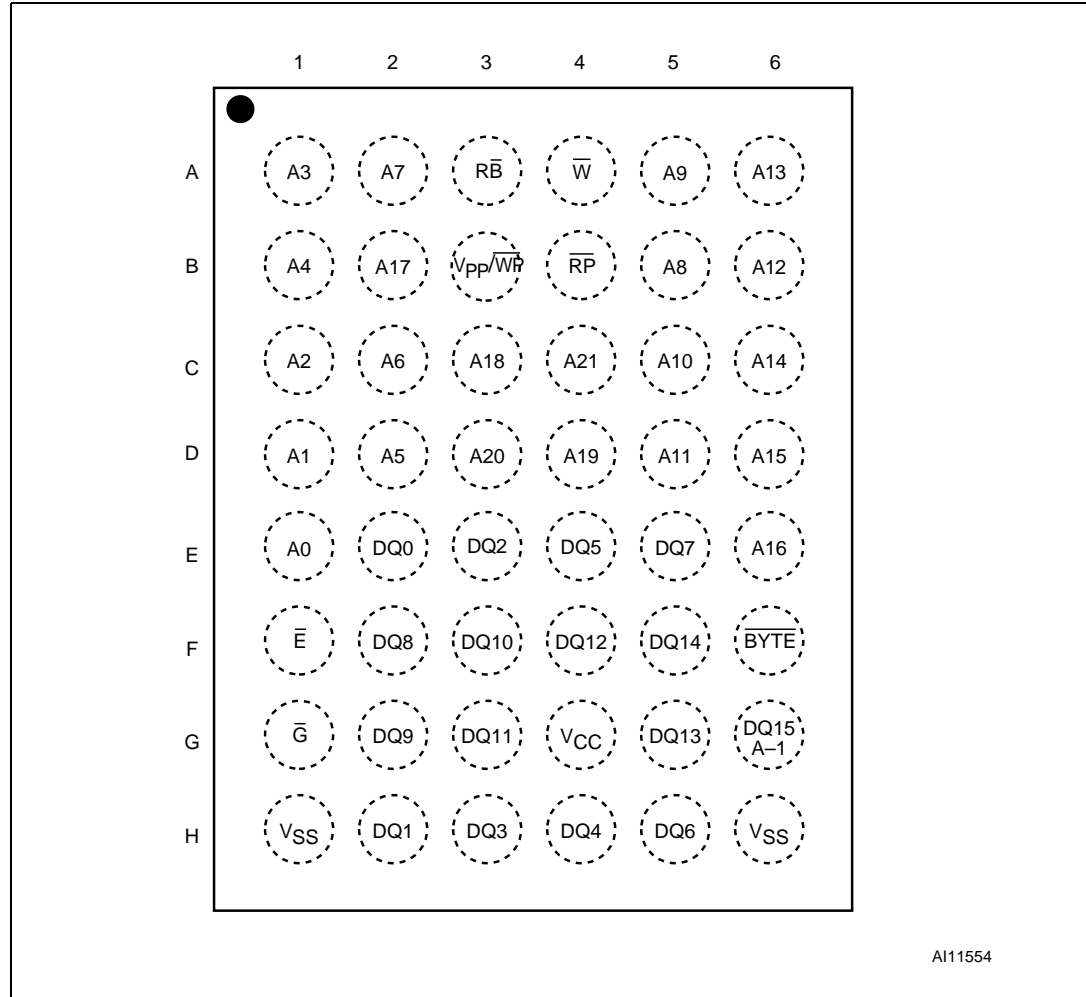 1 2 3 4 5 6
A A3 A7 RB̅ W̅ A9 A13
B A4 A17 VPP/W̅P̅ R̅P̅ A8 A12
C A2 A6 A18 A21 A10 A14
D A1 A5 A20 A19 A11 A15
E A0 DQ0 DQ2 DQ5 DQ7 A16
F E̅ DQ8 DQ10 DQ12 DQ14 B̅Y̅T̅E̅
G G̅ DQ9 DQ11 VCC DQ13 DQ15 A–1
H VSS DQ1 DQ3 DQ4 DQ6 VSS
AI11554